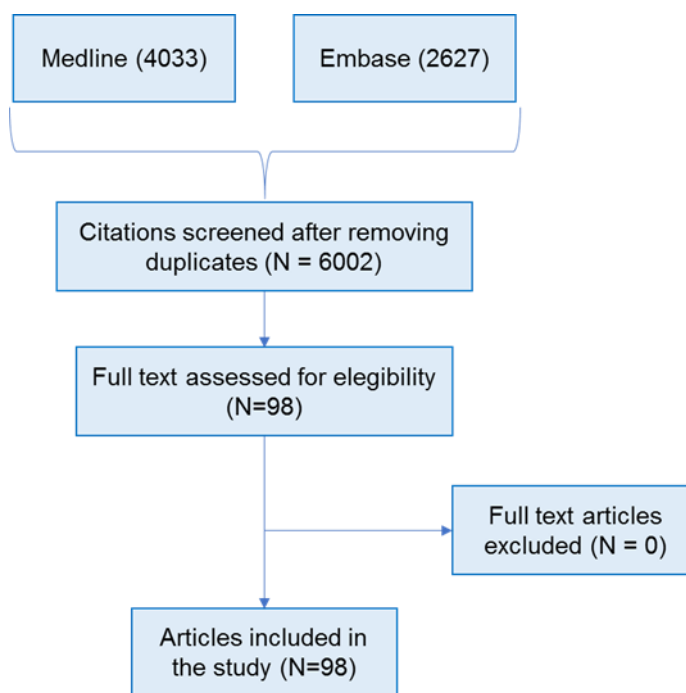 Medline (4033)
Embase (2627)
Citations screened after removing
duplicates (N = 6002)
Full text assessed for elegibility
(N=98)
Full text articles
excluded (N = 0)
Articles included in
the study (N=98)